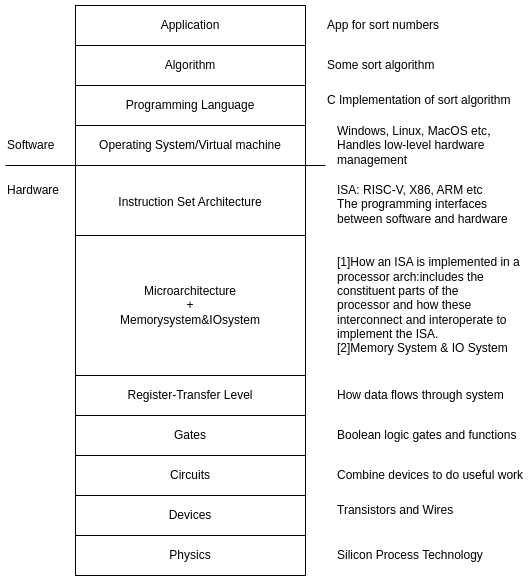 Application
App for sort numbers
Algorithm
Some sort algorithm
Programming Language
C Implementation of sort algorithm
Software
Operating System/Virtual machine
Windows, Linux, MacOS etc,
Handles low-level hardware
management
Hardware
Instruction Set Architecture
ISA: RISC-V, X86, ARM etc
The programming interfaces
between software and hardware
Microarchitecture
+
Memorysystem&IOsystem
[1]How an ISA is implemented in a
processor arch:includes the
constituent parts of the
processor and how these
interconnect and interoperate to
implement the ISA.
[2]Memory System & IO System
Register-Transfer Level
How data flows through system
Gates
Boolean logic gates and functions
Circuits
Combine devices to do useful work
Devices
Transistors and Wires
Physics
Silicon Process Technology